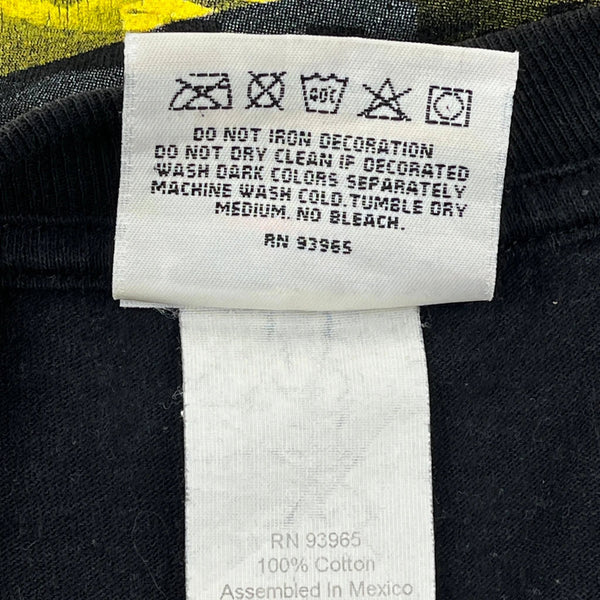 40C
DO NOT IRON DECORATION
DO NOT DRY CLEAN IF DECORATED
WASH DARK COLORS SEPARATELY
MACHINE WASH COLD.TUMBLE DRY
MEDIUM. NO BLEACH.
RN 93965
RN 93965
100% Cotton
Assembled In Mexico